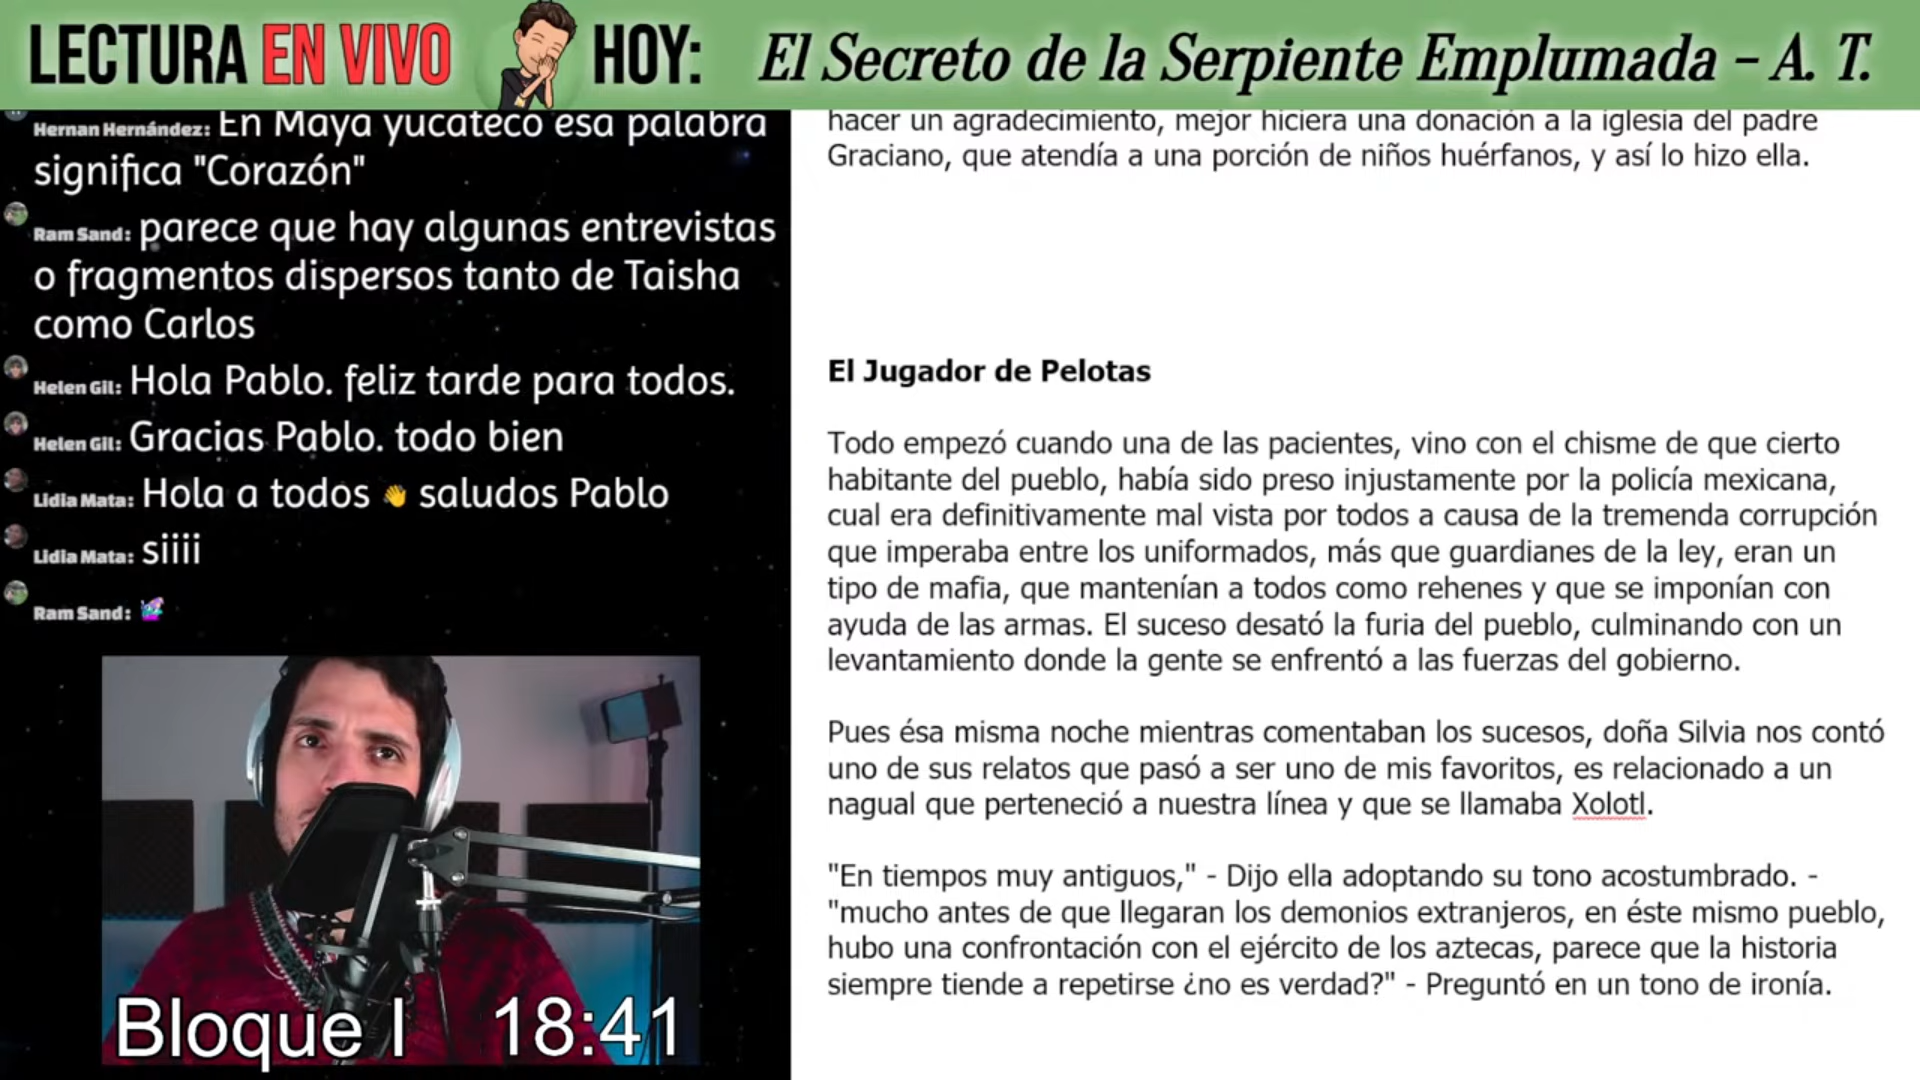 LECTURA EN VIVO HOY: El Secreto de la Serpiente Emplumada - A. T.
Hernan Hernández: En Maya yucateco esa palabra
significa "Corazón"
Ram Sand: parece que hay algunas entrevistas
o fragmentos dispersos tanto de Taisha
como Carlos
Helen Gil: Hola Pablo. feliz tarde para todos.
Helen Gil: Gracias Pablo. todo bien
Lidia Mata: Hola a todos 👋 saludos Pablo
Lidia Mata: siiii
Ram Sand:
Bloque I 18:41
hacer un agradecimiento, mejor hiciera una donación a la iglesia del padre
Graciano, que atendía a una porción de niños huérfanos, y así lo hizo ella.
El Jugador de Pelotas
Todo empezó cuando una de las pacientes, vino con el chisme de que cierto
habitante del pueblo, había sido preso injustamente por la policía mexicana,
cual era definitivamente mal vista por todos a causa de la tremenda corrupción
que imperaba entre los uniformados, más que guardianes de la ley, eran un
tipo de mafia, que mantenían a todos como rehenes y que se imponían con
ayuda de las armas. El suceso desató la furia del pueblo, culminando con un
levantamiento donde la gente se enfrentó a las fuerzas del gobierno.
Pues ésa misma noche mientras comentaban los sucesos, doña Silvia nos contó
uno de sus relatos que pasó a ser uno de mis favoritos, es relacionado a un
nagual que perteneció a nuestra línea y que se llamaba Xolotl.
"En tiempos muy antiguos," - Dijo ella adoptando su tono acostumbrado. -
"mucho antes de que llegaran los demonios extranjeros, en éste mismo pueblo,
hubo una confrontación con el ejército de los aztecas, parece que la historia
siempre tiende a repetirse ¿no es verdad?" - Preguntó en un tono de ironía.